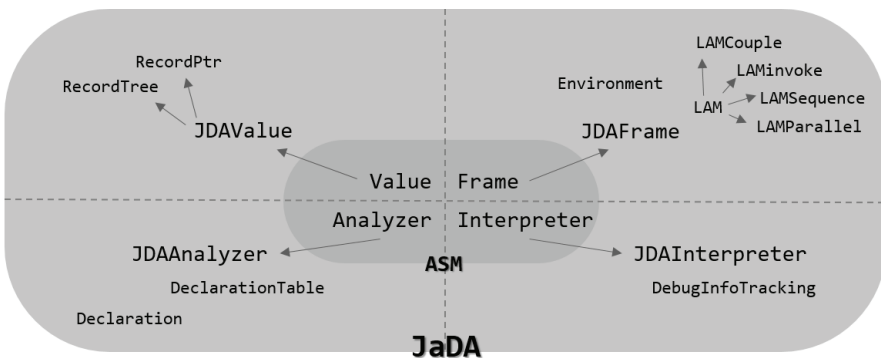 RecordPtr
RecordTree
JDAValue
LAMCouple
Environment
LAMinvoke
LAM
LAMSequence
LAMParallel
JDAFrame
Value
Frame
Analyzer
Interpreter
JDAAnalyzer
ASM
JDAInterpreter
DeclarationTable
DebugInfoTracking
Declaration
JaDA